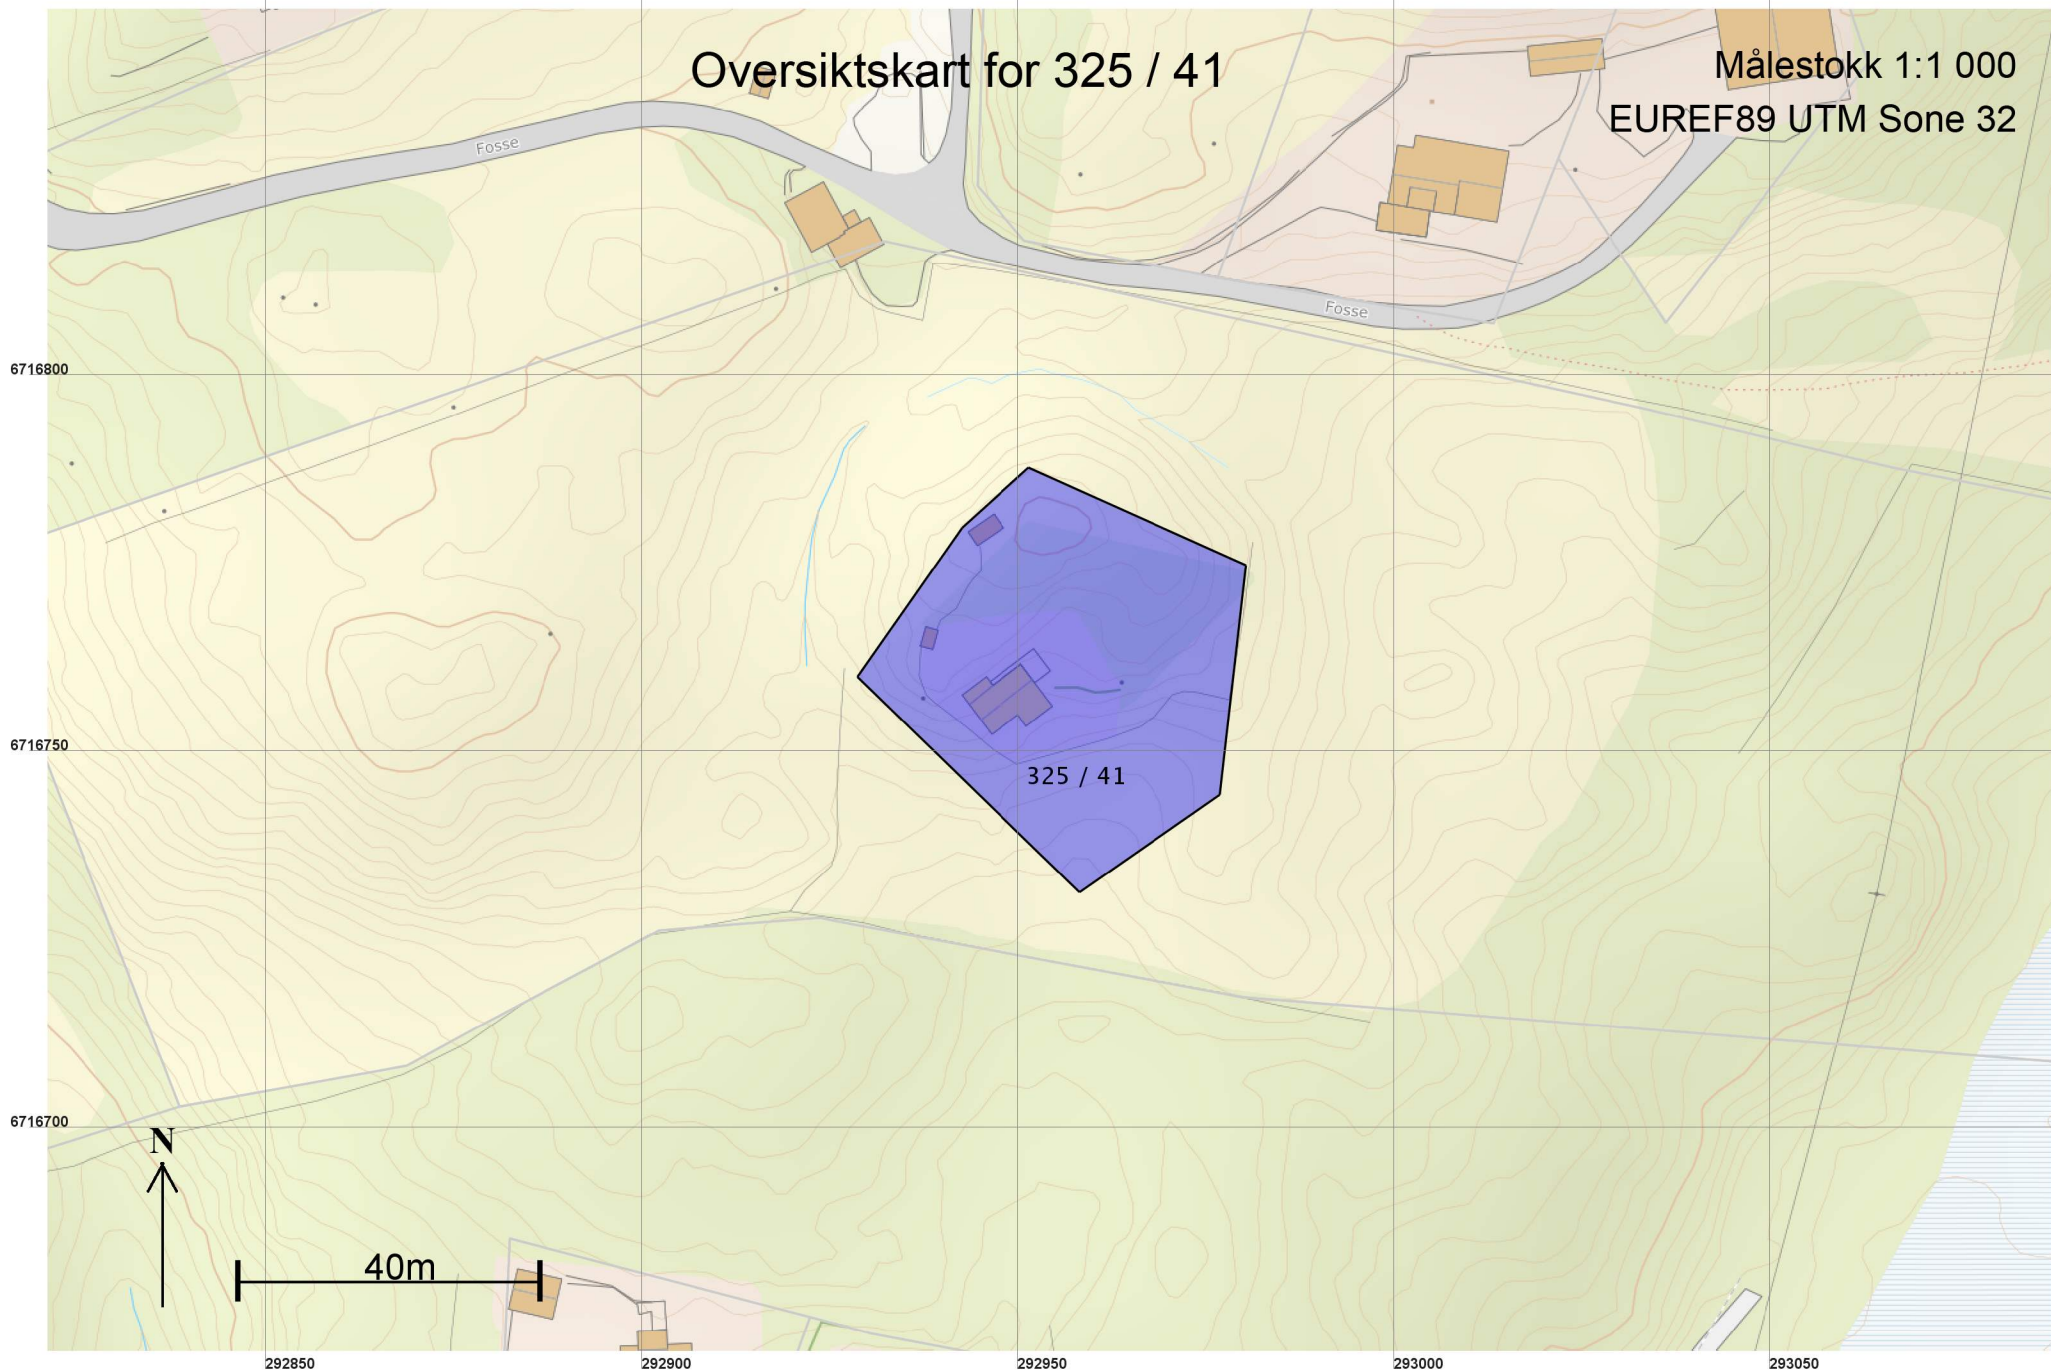 Oversiktskart for 325 / 41
Målestokk 1:1 000
EUREF89 UTM Sone 32
Fosse
Fosse
6716800
6716750
325 / 41
6716700
N
40m
292850
292900
292950
293000
293050